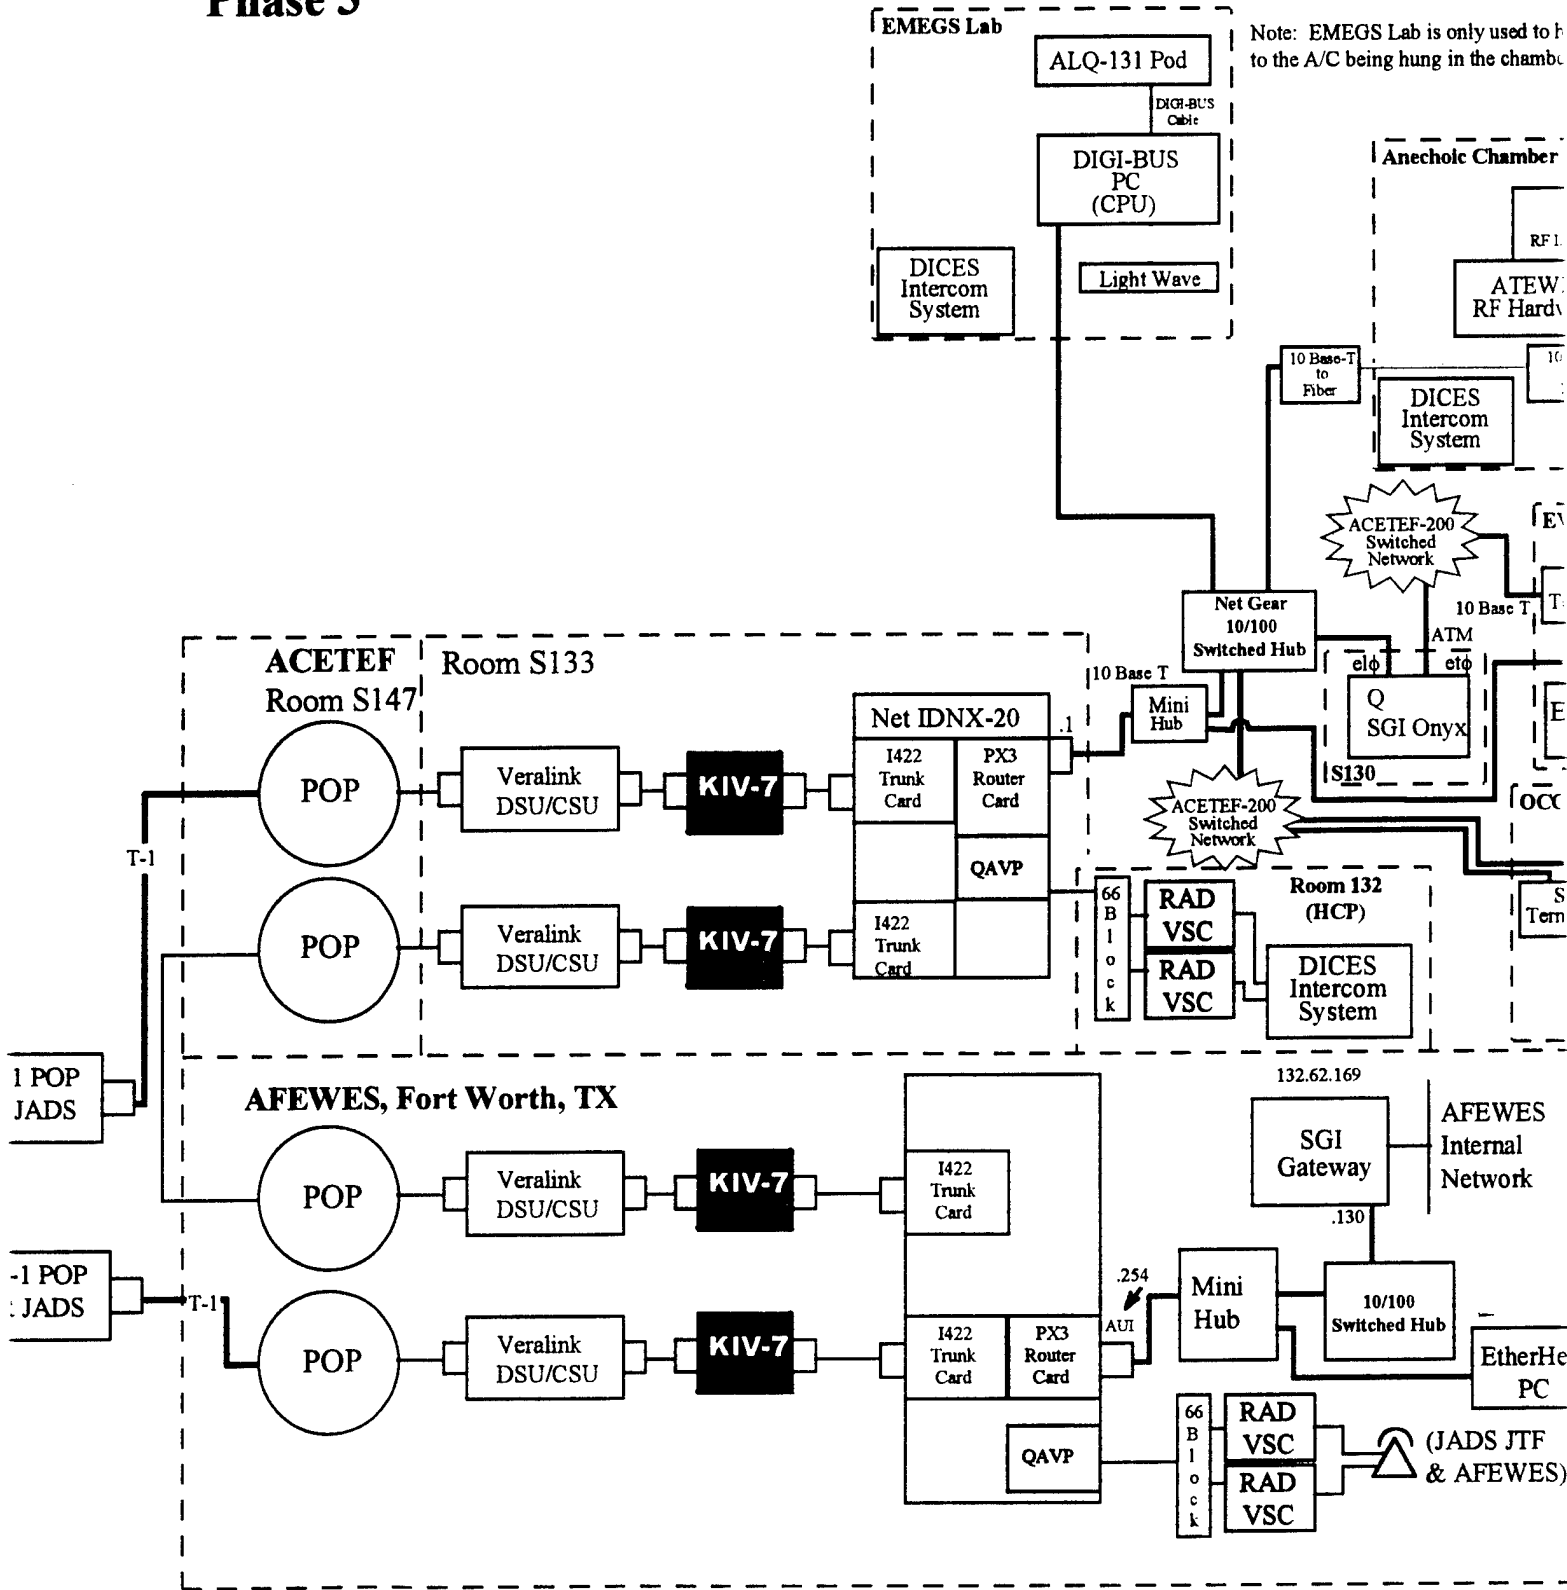 Phase 3
EMEGS Lab
ALQ-131 Pod
DIGI-BUS
Cable
DIGI-BUS
PC
(CPU)
DICES
Intercom
System
Light Wave
Note: EMEGS Lab is only used to
to the A/C being hung in the
Anechoic Chamber
RF
RF
10 Base-T
to
Fiber
10
DICES
Intercom
System
ACETEF-200
Switched
Network
10 Base T
ATM
Net Gear
10/100
Switched Hub
elφ
etφ
Q
SGI Onyx
S130
10 Base T
Mini
Hub
ACETEF-200
Switched
Network
ACETEF
Room S147
Room S133
POP
Veralink
DSU/CSU
KIV-7
Net IDNX-20
I422
Trunk
Card
PX3
Router
Card
.1
QAVP
T-1
POP
Veralink
DSU/CSU
KIV-7
I422
Trunk
Card
66
B
l
o
c
k
RAD
VSC
RAD
VSC
Room 132
(HCP)
DICES
Intercom
System
1 POP
JADS
AFEWES, Fort Worth, TX
POP
Veralink
DSU/CSU
KIV-7
I422
Trunk
Card
132.62.169
SGI
Gateway
.130
AFEWES
Internal
Network
-1 POP
JADS
T-1
POP
Veralink
DSU/CSU
KIV-7
I422
Trunk
Card
PX3
Router
Card
.254
AUI
Mini
Hub
10/100
Switched Hub
PC
QAVP
66
B
l
o
c
k
RAD
VSC
RAD
VSC
(JADS JTF
& AFEWES)